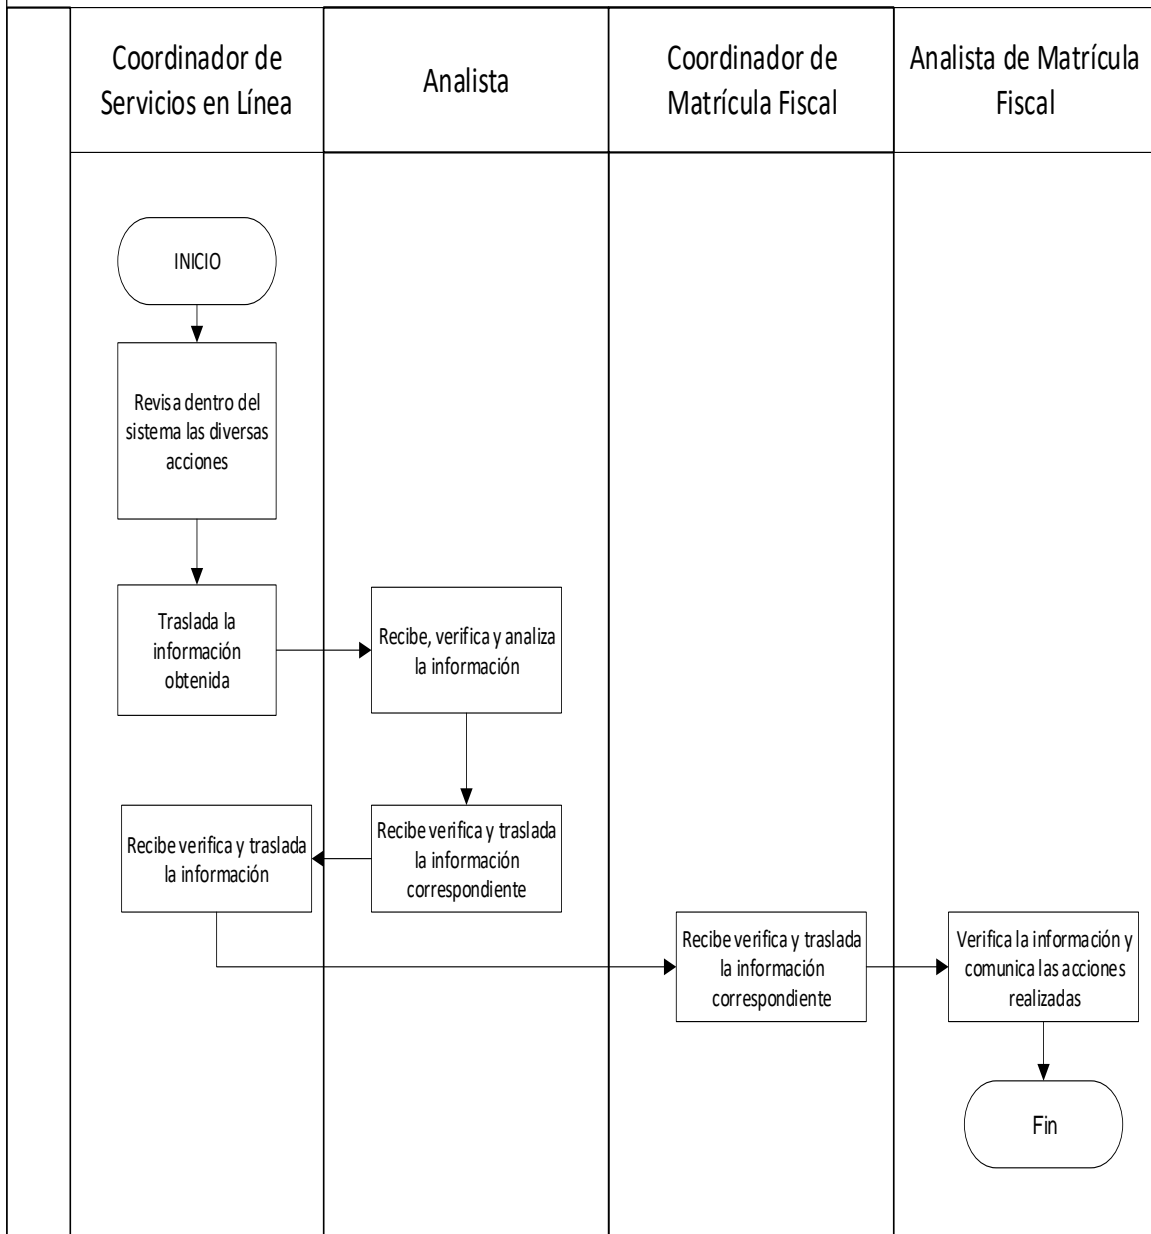 Coordinador de
Servicios en Línea
Analista
Coordinador de
Matrícula Fiscal
Analista de Matrícula
Fiscal
INICIO
Revisa dentro del
sistema las diversas
acciones
Traslada la
información
obtenida
Recibe, verifica y analiza
la información
Recibe verifica y traslada
la información
Recibe verifica y traslada
la información
correspondiente
Recibe verifica y traslada
la información
correspondiente
Verifica la información y
comunica las acciones
realizadas
Fin